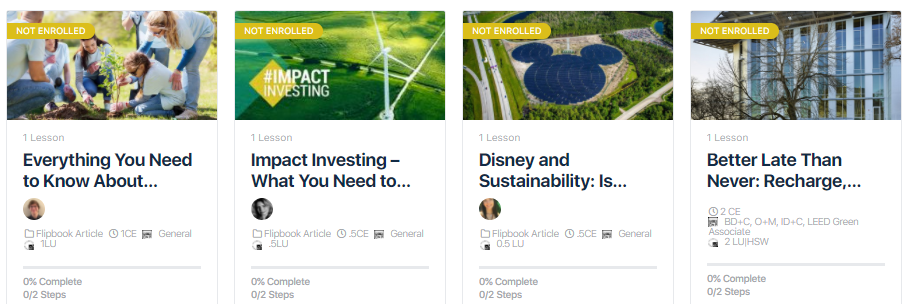 NOT ENROLLED
#IMPACT
INVESTING
1 Lesson
Everything You Need
to Know About...
Flipbook Article 1CE General
1LU
0% Complete
0/2 Steps
NOT ENROLLED
1 Lesson
Impact Investing –
What You Need to...
Flipbook Article .5CE General
.5LU
0% Complete
0/2 Steps
NOT ENROLLED
1 Lesson
Disney and
Sustainability: Is...
Flipbook Article .5CE General
0.5 LU
0% Complete
0/2 Steps
NOT ENROLLED
1 Lesson
Better Late Than
Never: Recharge,...
2 CE
BD+C, O+M, ID+C, LEED Green
Associate
2 LU|HSW
0% Complete
0/2 Steps